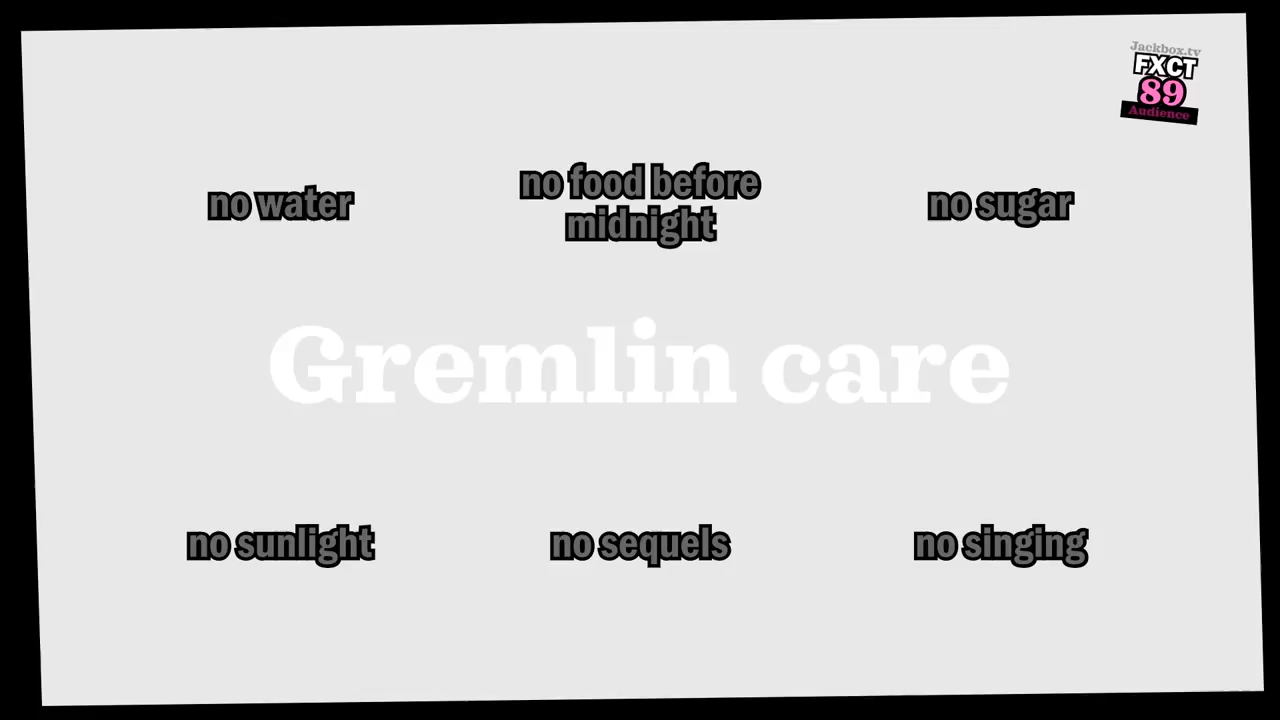 Jackbox.tv
FXCT
89
Audience
no water
no food before
midnight
no sugar
Gremlin care
no sunlight
no sequels
no singing